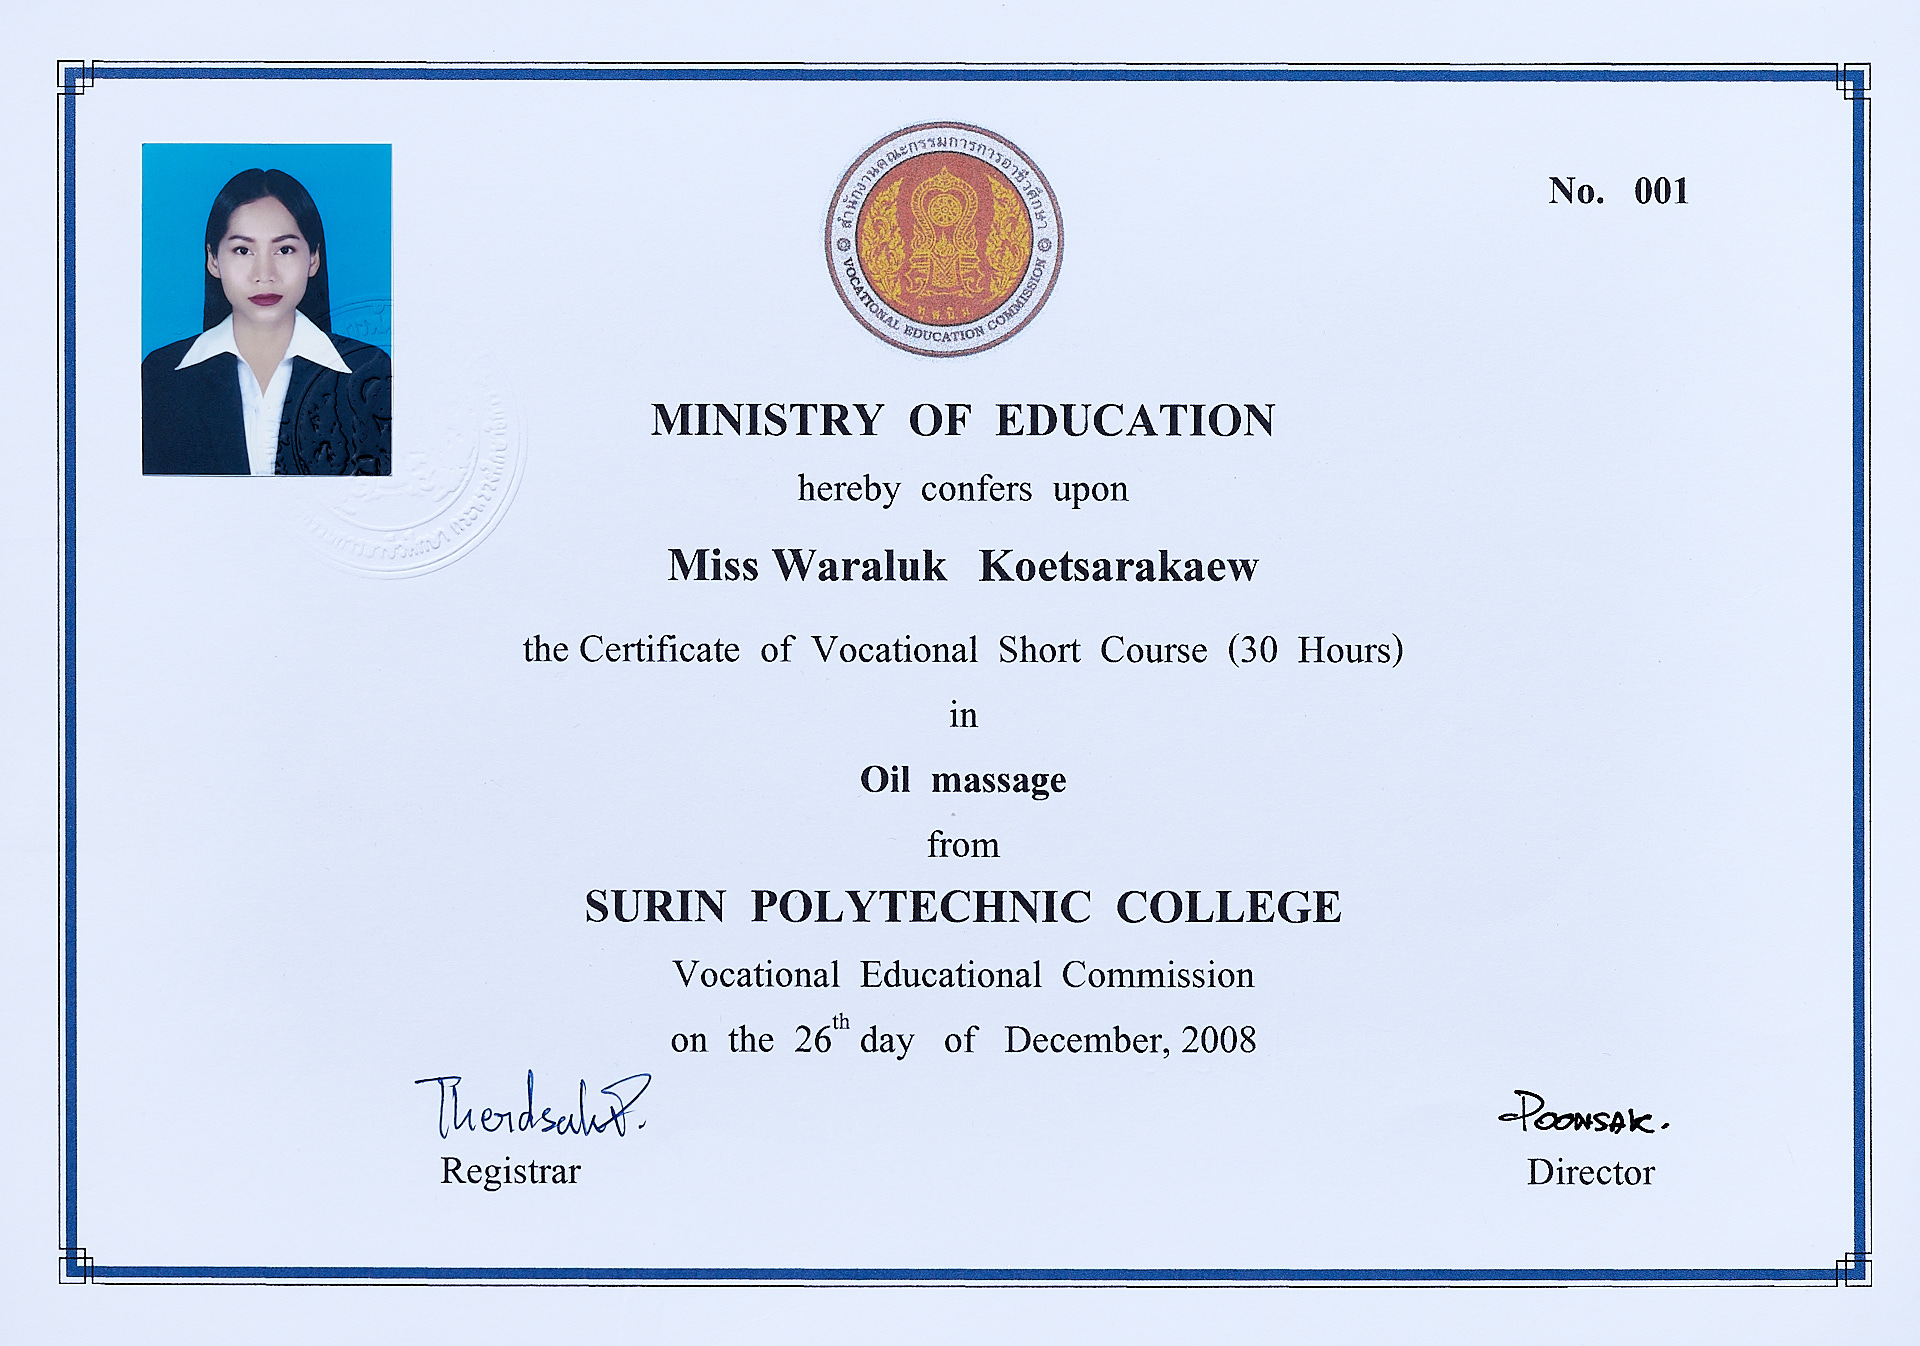 สำนักงานคณะกรรมการการอาชีวศึกษา
VOCATIONAL EDUCATION COMMISSION
No. 001
MINISTRY OF EDUCATION
hereby confers upon
Miss Waraluk Koetsarakaew
the Certificate of Vocational Short Course (30 Hours)
in
Oil massage
from
SURIN POLYTECHNIC COLLEGE
Vocational Educational Commission
on the 26th day of December, 2008
Therdsak P.
Registrar
POONSAK.
Director